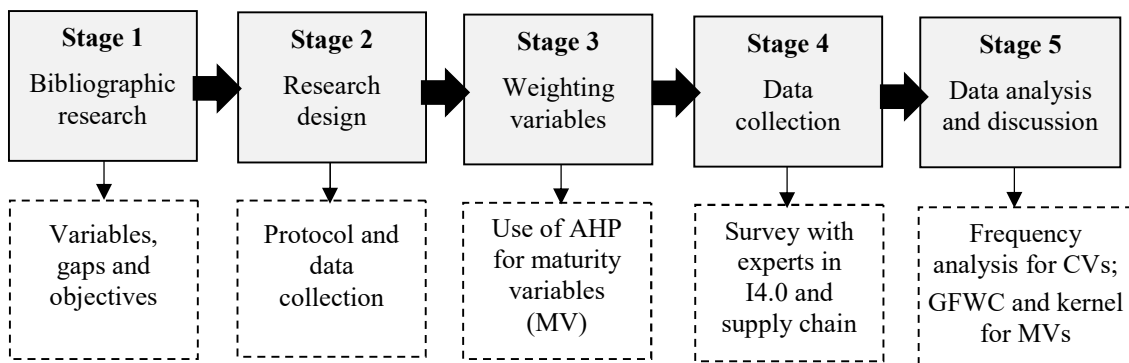 Stage 1
Bibliographic
research
Stage 2
Research
design
Stage 3
Weighting
variables
Stage 4
Data
collection
Stage 5
Data analysis
and discussion
Variables,
gaps and
objectives
Protocol and
data
collection
Use of AHP
for maturity
variables
(MV)
Survey with
experts in
I4.0 and
supply chain
Frequency
analysis for CVs;
GFWC and kernel
for MVs